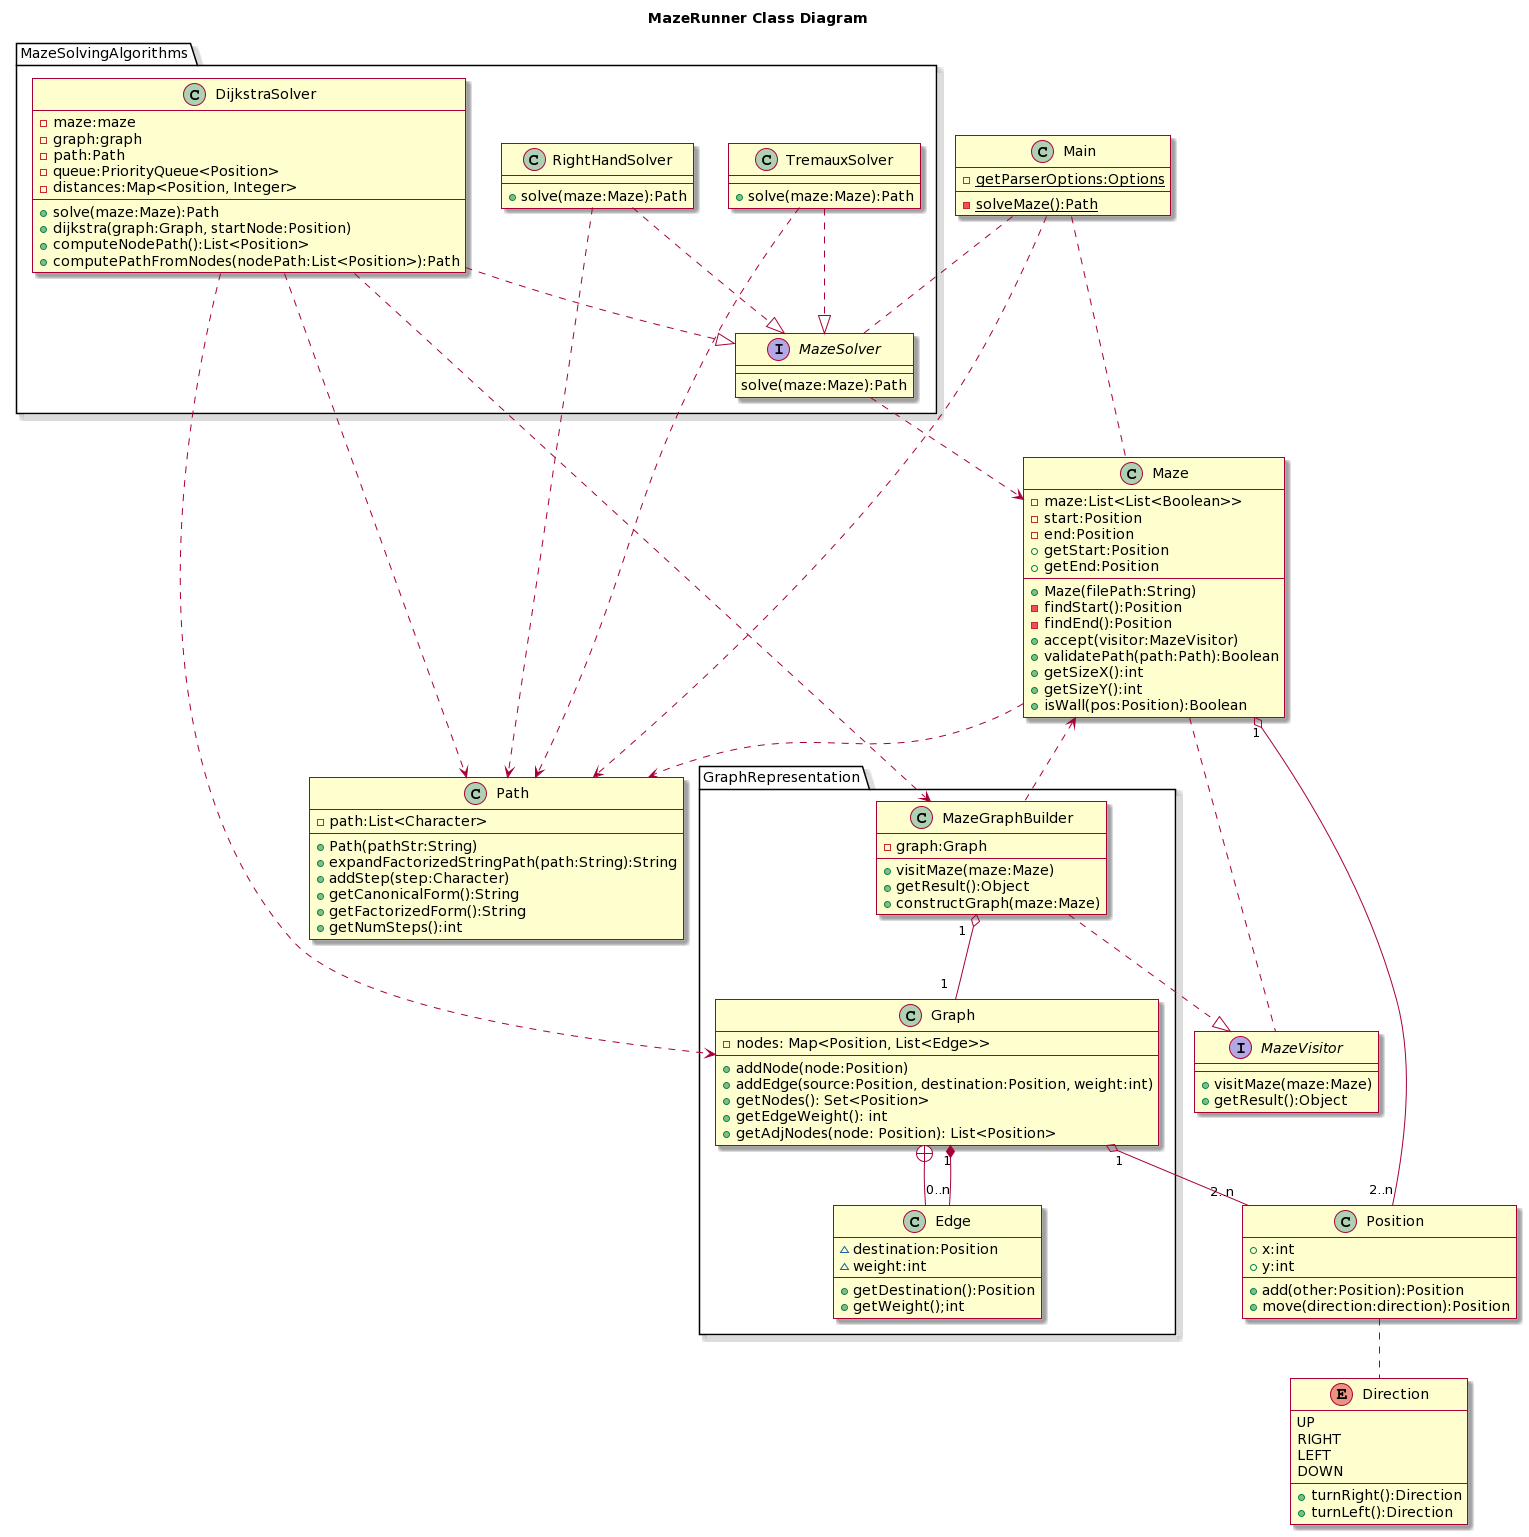 MazeRunner Class Diagram
MazeSolvingAlgorithms
C DijkstraSolver
maze:maze
graph:graph
path:Path
queue:PriorityQueue<Position>
distances:Map<Position, Integer>
solve(maze:Maze):Path
dijkstra(graph:Graph, startNode:Position)
computeNodePath():List<Position>
computePathFromNodes(nodePath:List<Position>):Path
C RightHandSolver
solve(maze:Maze):Path
C TremauxSolver
solve(maze:Maze):Path
C Main
getParserOptions:Options
solveMaze():Path
I MazeSolver
solve(maze:Maze):Path
C Maze
maze:List<List<Boolean>>
start:Position
end:Position
getStart:Position
getEnd:Position
Maze(filePath:String)
findStart():Position
findEnd():Position
accept(visitor:MazeVisitor)
validatePath(path:Path):Boolean
getSizeX():int
getSizeY():int
isWall(pos:Position):Boolean
1
C Path
path:List<Character>
Path(pathStr:String)
expandFactorizedStringPath(path:String):String
addStep(step:Character)
getCanonicalForm():String
getFactorizedForm():String
getNumSteps():int
GraphRepresentation
C MazeGraphBuilder
graph:Graph
visitMaze(maze:Maze)
getResult():Object
constructGraph(maze:Maze)
1
1
C Graph
nodes: Map<Position, List<Edge>>
addNode(node:Position)
addEdge(source:Position, destination:Position, weight:int)
getNodes(): Set<Position>
getEdgeWeight(): int
getAdjNodes(node: Position): List<Position>
I MazeVisitor
visitMaze(maze:Maze)
getResult():Object
1
1
0..n
2..n
2..n
C Edge
destination:Position
weight:int
getDestination():Position
getWeight();int
C Position
x:int
y:int
add(other:Position):Position
move(direction:direction):Position
E Direction
UP
RIGHT
LEFT
DOWN
turnRight():Direction
turnLeft():Direction